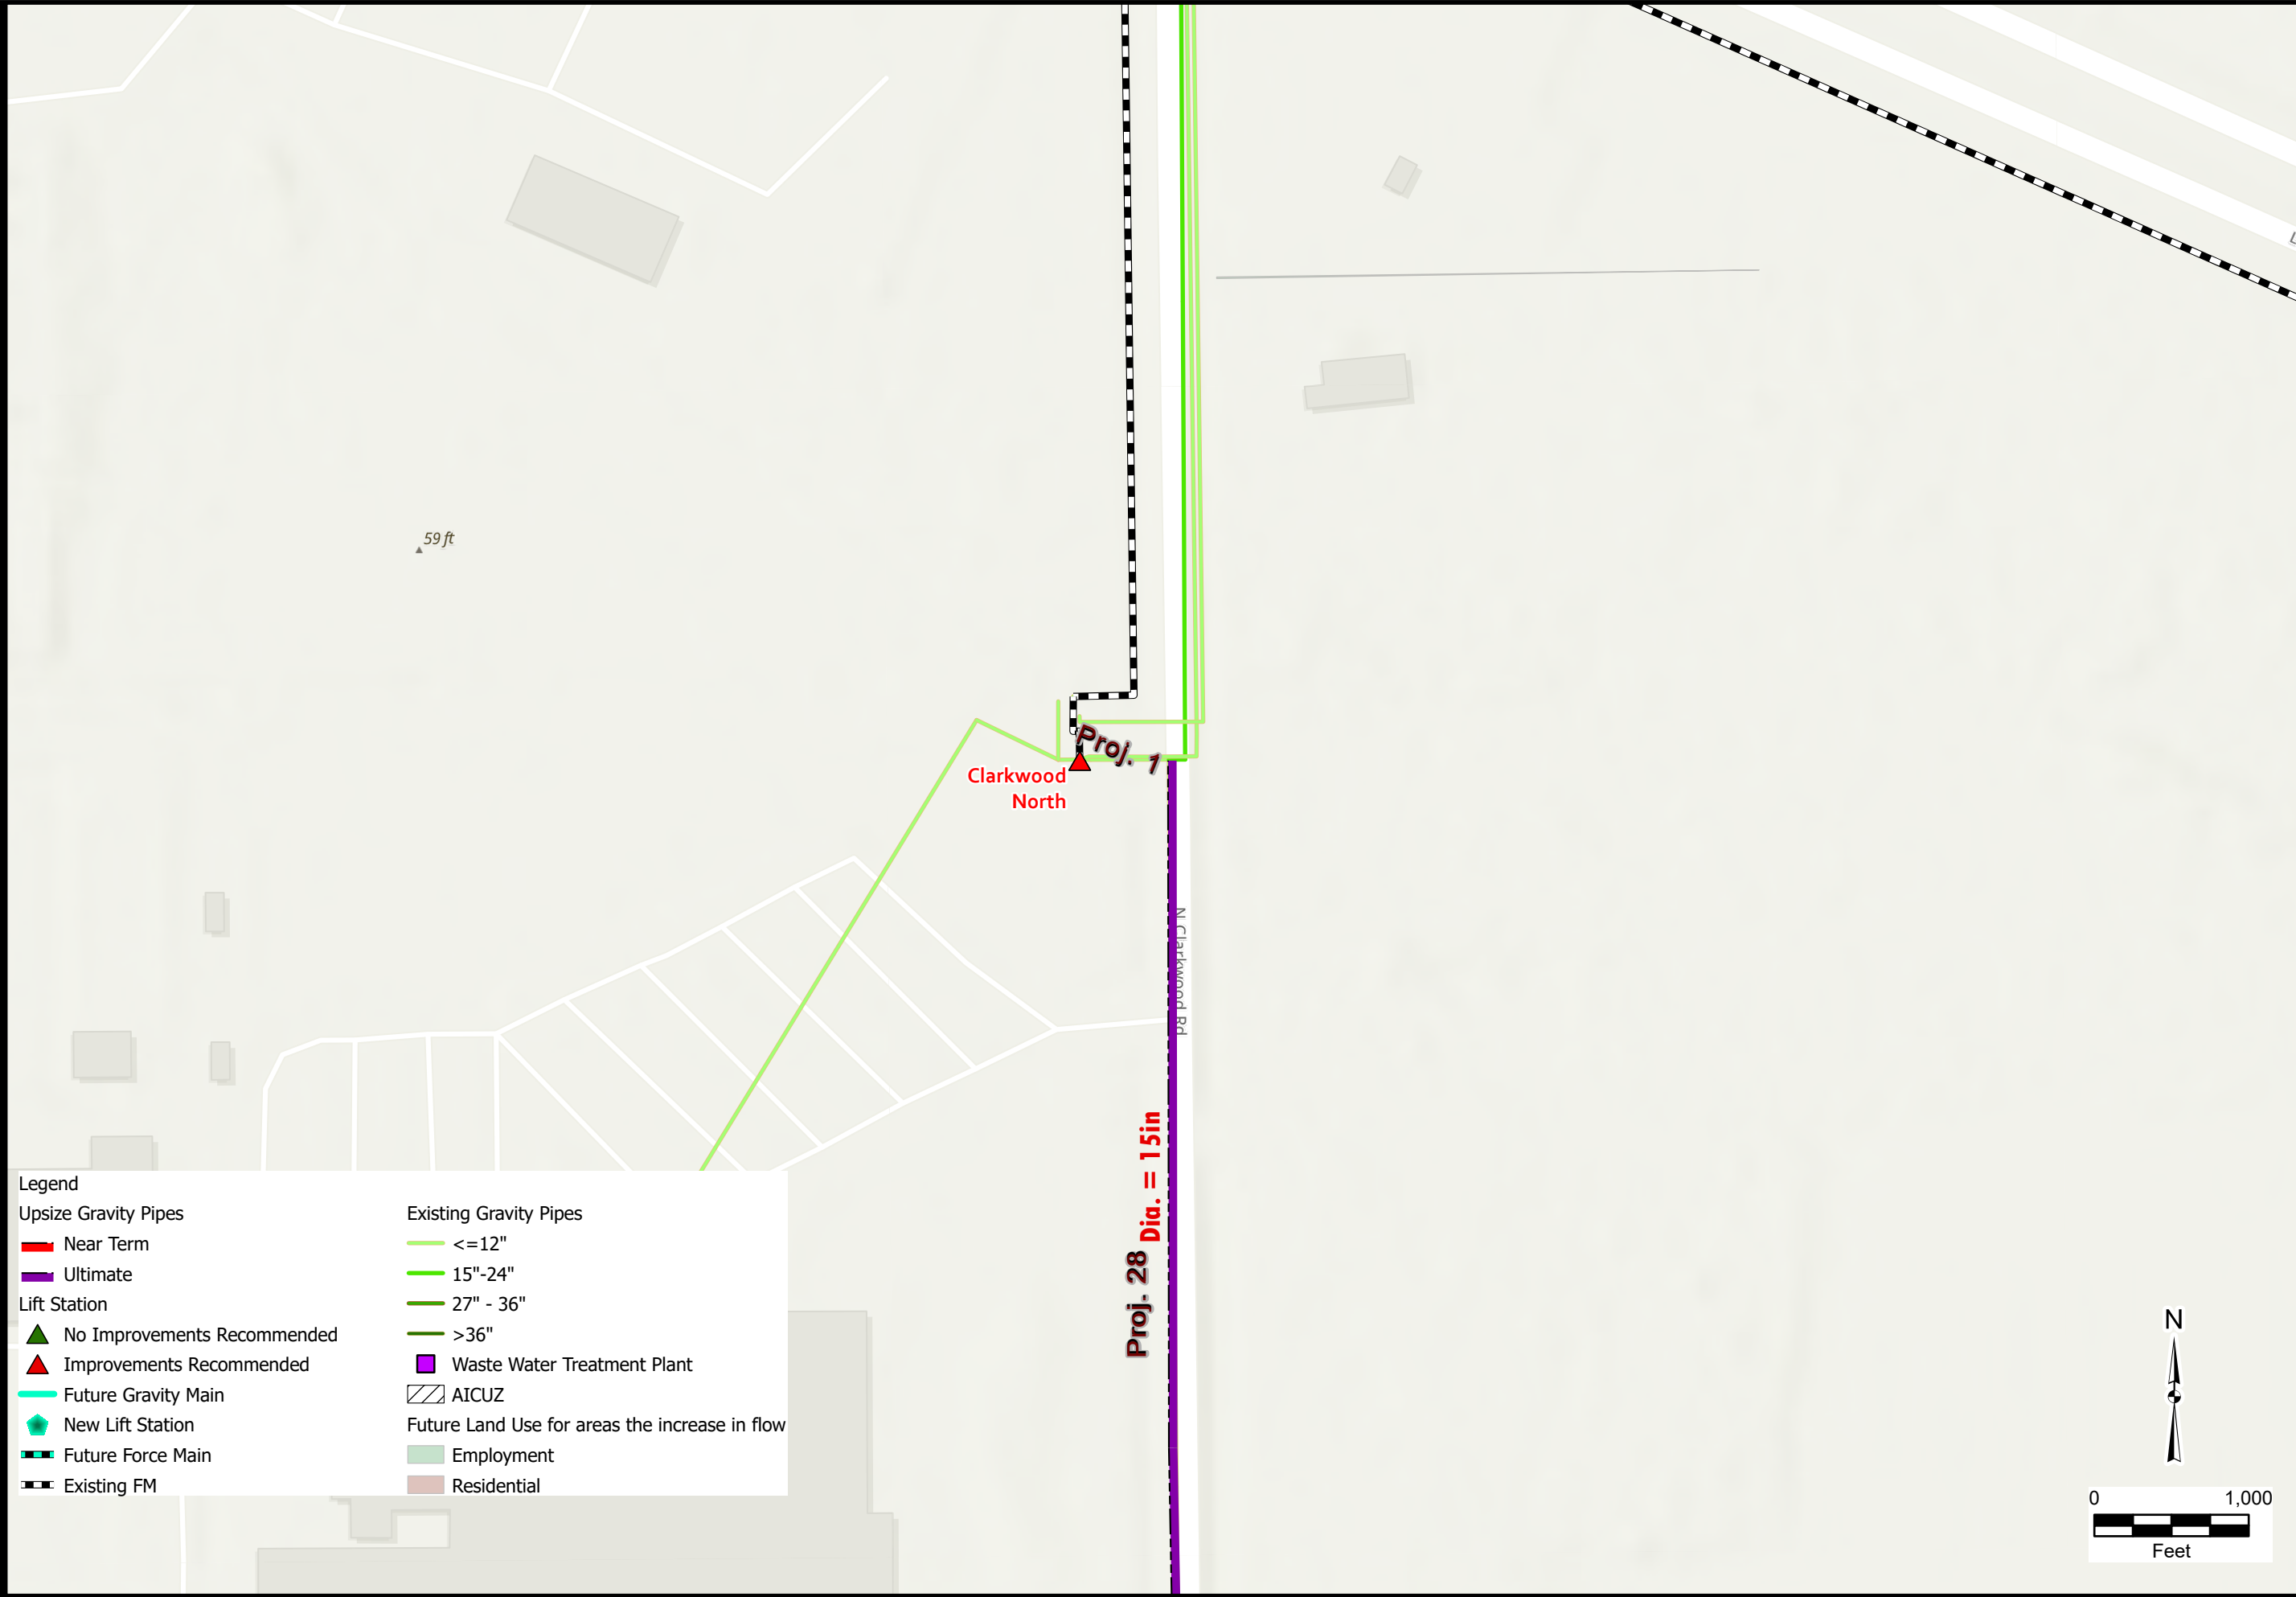 59 ft
Proj. 1
Clarkwood
North
N Clarkwood Rd
Dia. = 15in
Proj. 28
Legend
Upsize Gravity Pipes
Near Term
Ultimate
Lift Station
No Improvements Recommended
Improvements Recommended
Future Gravity Main
New Lift Station
Future Force Main
Existing FM
Existing Gravity Pipes
<=12"
15"-24"
27" - 36"
>36"
Waste Water Treatment Plant
AICUZ
Future Land Use for areas the increase in flow
Employment
Residential
N
0 1,000
Feet